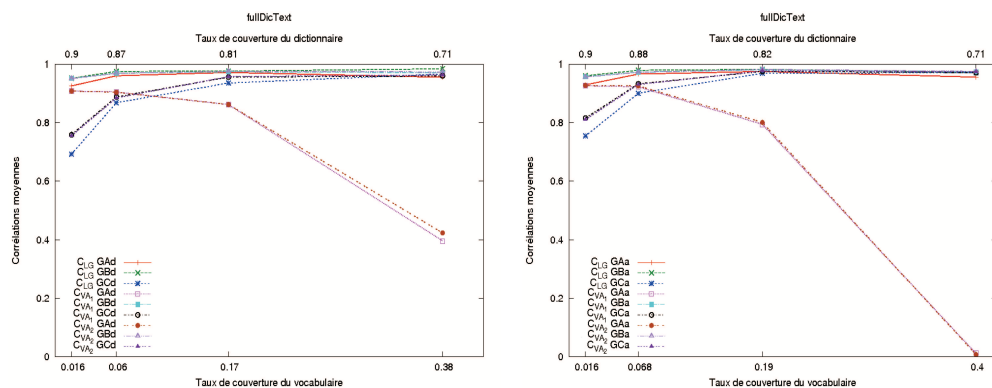 fullDicText
Taux de couverture du dictionnaire
0.9 0.87 0.81 0.71
1
0.8
0.6
0.4
0.2
0
Corrélations moyennes
C_LG GAd
C_LG GBd
C_LG GCd
C_VA1 GAd
C_VA1 GBd
C_VA1 GCd
C_VA2 GAd
C_VA2 GBd
C_VA2 GCd
0.016 0.06 0.17 0.38
Taux de couverture du vocabulaire
fullDicText
Taux de couverture du dictionnaire
0.9 0.88 0.82 0.71
1
0.8
0.6
0.4
0.2
0
Corrélations moyennes
C_LG GAa
C_LG GBa
C_LG GCa
C_VA1 GAa
C_VA1 GBa
C_VA1 GCa
C_VA2 GAa
C_VA2 GBa
C_VA2 GCa
0.016 0.068 0.19 0.4
Taux de couverture du vocabulaire